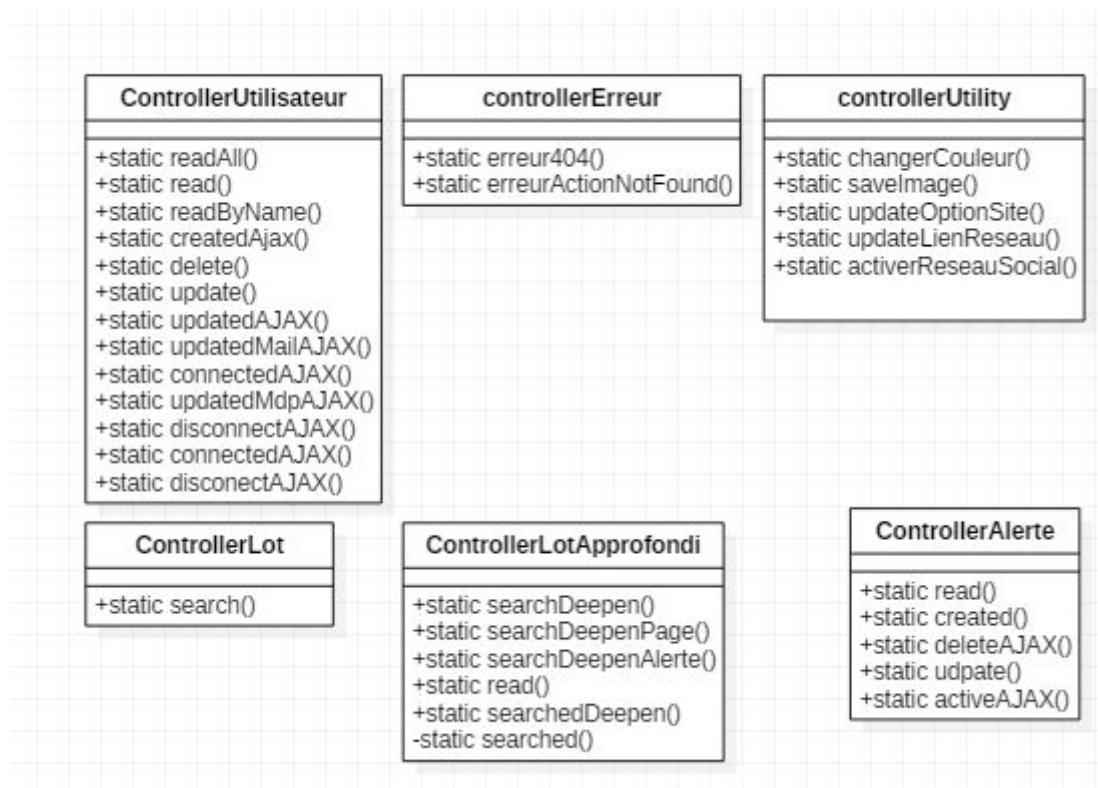 ControllerUtilisateur
+static readAll()
+static read()
+static readByName()
+static createdAjax()
+static delete()
+static update()
+static updatedAJAX()
+static updatedMailAJAX()
+static connectedAJAX()
+static updatedMdpAJAX()
+static disconnectAJAX()
+static connectedAJAX()
+static disconectAJAX()
controllerErreur
+static erreur404()
+static erreurActionNotFound()
controllerUtility
+static changerCouleur()
+static saveImage()
+static updateOptionSite()
+static updateLienReseau()
+static activerReseauSocial()
ControllerLot
+static search()
ControllerLotApprofondi
+static searchDeepen()
+static searchDeepenPage()
+static searchDeepenAlerte()
+static read()
+static searchedDeepen()
-static searched()
ControllerAlerte
+static read()
+static created()
+static deleteAJAX()
+static udpate()
+static activeAJAX()